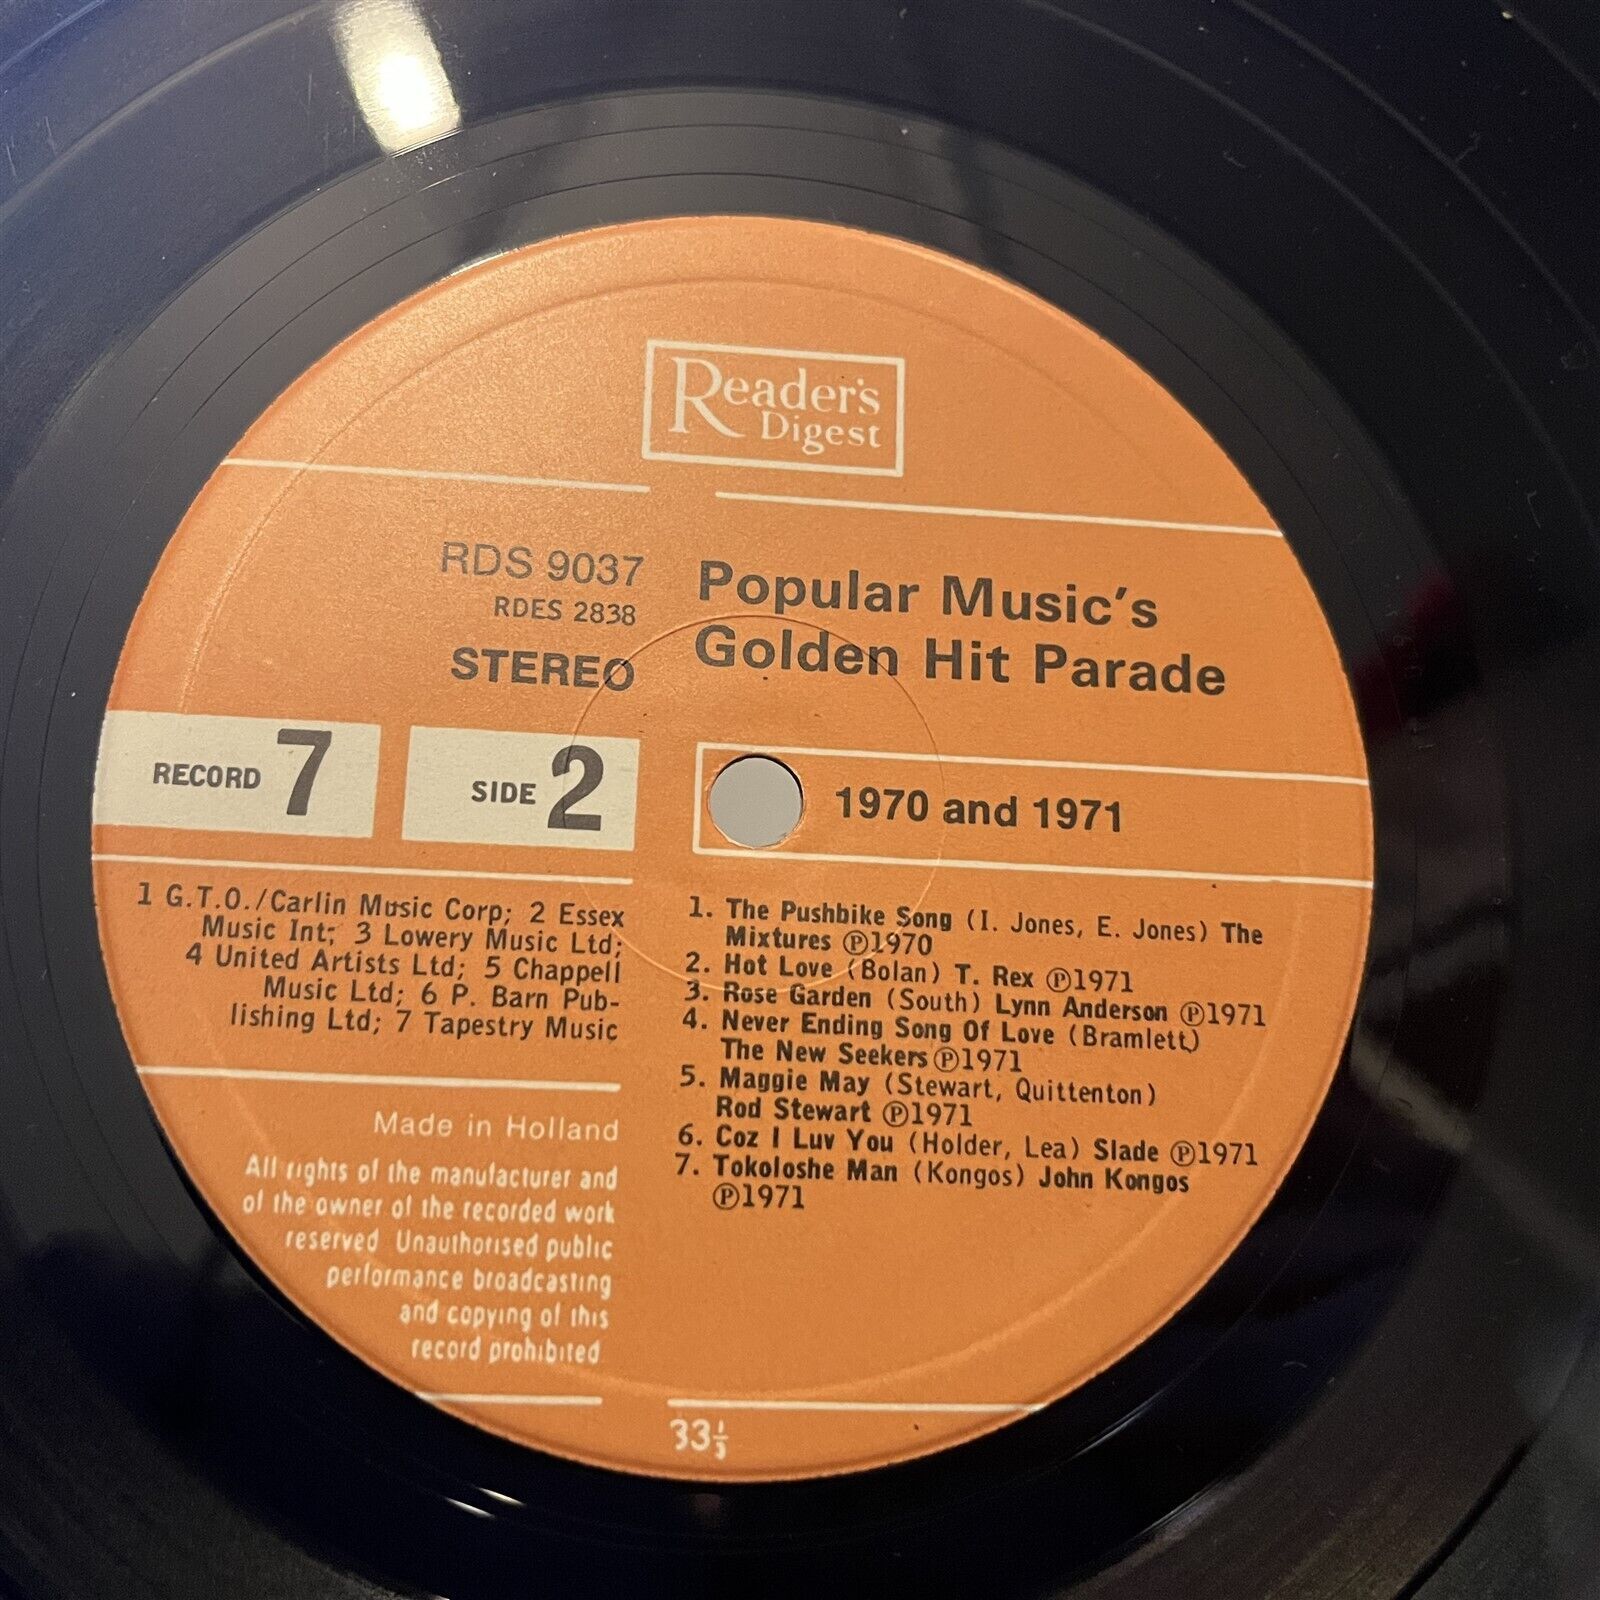 Reader's
Digest
RDS 9037
RDES 2838
STEREO
Popular Music's
Golden Hit Parade
RECORD 7
SIDE 2
1970 and 1971
1 G.T.O./Carlin Music Corp; 2 Essex
Music Int; 3 Lowery Music Ltd;
4 United Artists Ltd; 5 Chappell
Music Ltd; 6 P. Barn Pub-
lishing Ltd; 7 Tapestry Music
Made in Holland
All rights of the manufacturer and
of the owner of the recorded work
reserved Unauthorised public
performance broadcasting
and copying of this
record prohibited
1. The Pushbike Song (I. Jones, E. Jones) The
Mixtures ℗1970
2. Hot Love (Bolan) T. Rex ℗1971
3. Rose Garden (South) Lynn Anderson ℗1971
4. Never Ending Song Of Love (Bramlett)
The New Seekers ℗1971
5. Maggie May (Stewart, Quittenton)
Rod Stewart ℗1971
6. Coz I Luv You (Holder, Lea) Slade ℗1971
7. Tokoloshe Man (Kongos) John Kongos
℗1971
33⅓